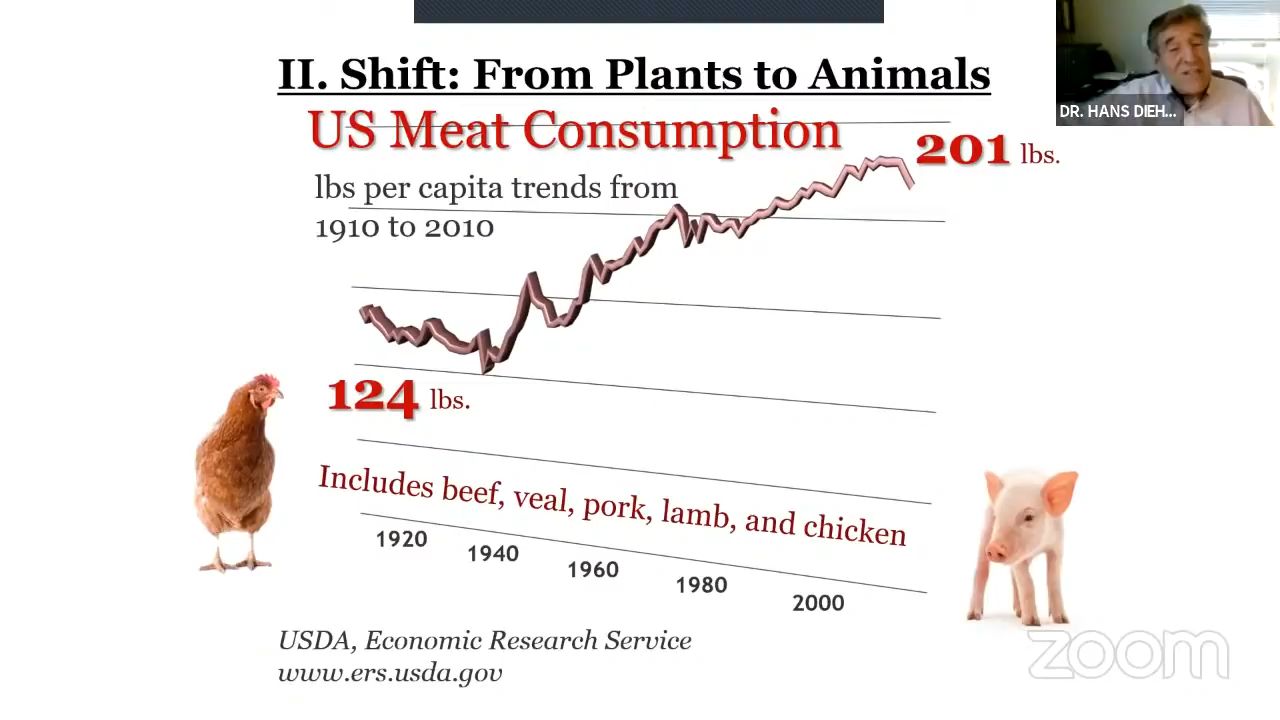 II. Shift: From Plants to Animals
DR. HANS DIEH...
US Meat Consumption
201 lbs.
lbs per capita trends from
1910 to 2010
124 lbs.
Includes beef, veal, pork, lamb, and chicken
1920
1940
1960
1980
2000
USDA, Economic Research Service
www.ers.usda.gov
zoom